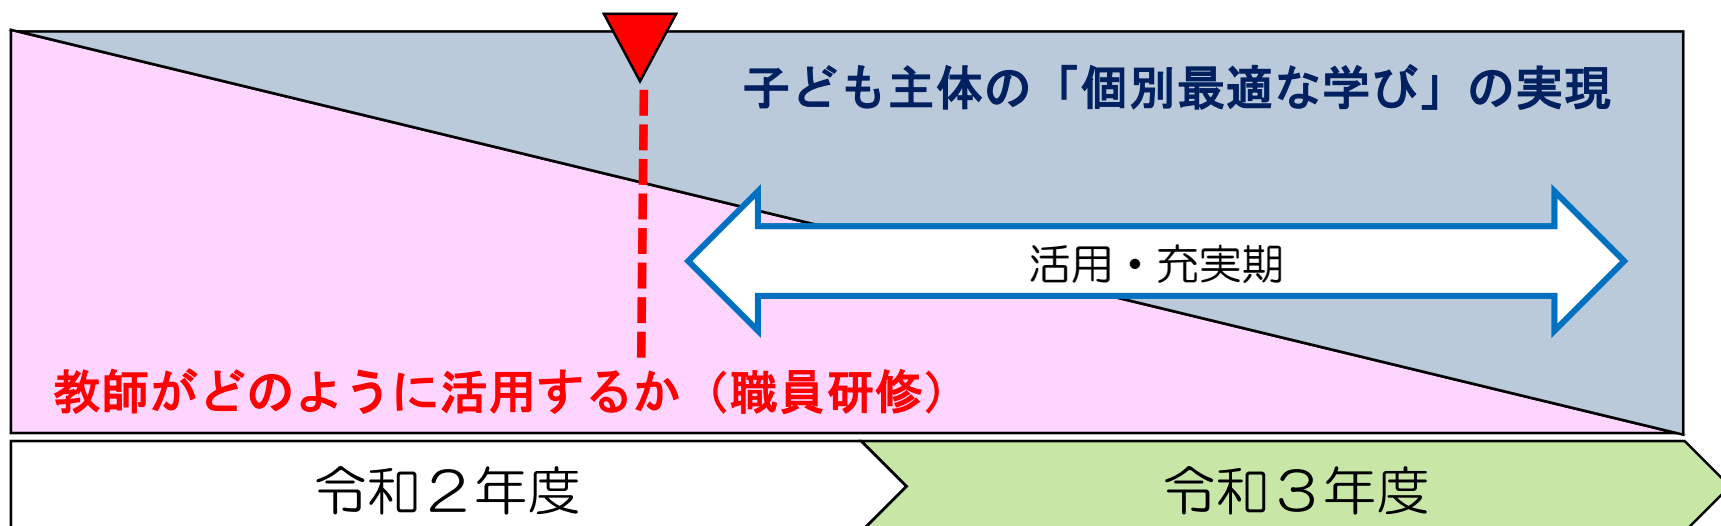 子ども主体の「個別最適な学び」の実現
活用・充実期
教師がどのように活用するか（職員研修）
令和２年度
令和３年度